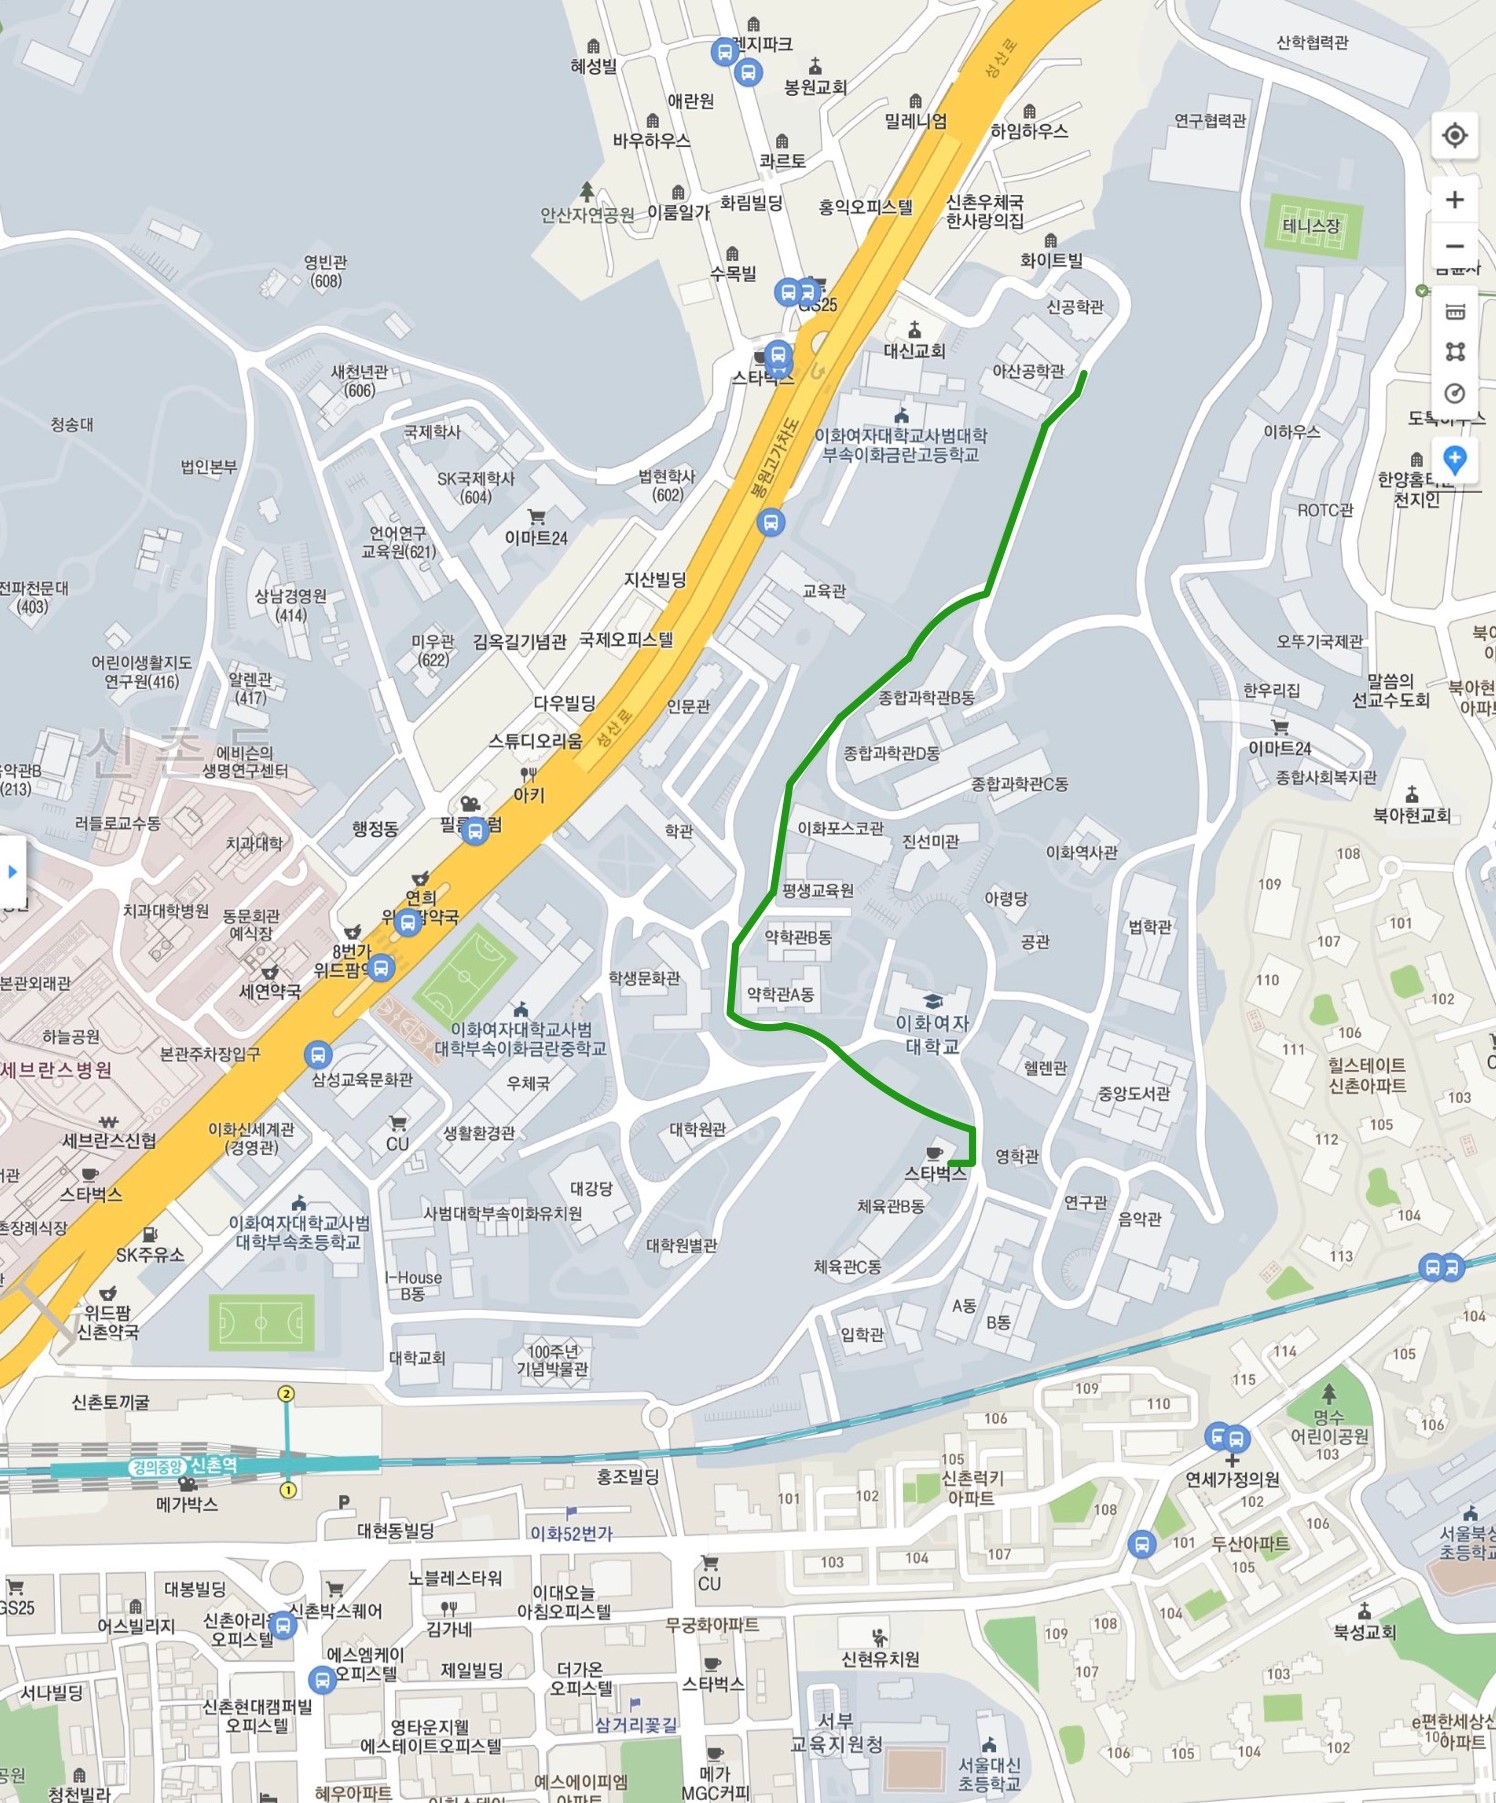 성산로
산학협력관
렌지파크
혜성빌
봉원교회
애란원
밀레니엄
하임하우스
연구협력관
바우하우스
콰르토
안산자연공원
이룸일가
화림빌딩
홍익오피스텔
신촌우체국
한사랑의집
테니스장
영빈관
(608)
수목빌
화이트빌
GS25
신공학관
대신교회
새천년관
(606)
스타벅스
아산공학관
청송대
국제학사
봉원고가차도
이화여자대학교사범대학
부속이화금란고등학교
이하우스
법인본부
SK국제학사
(604)
법현학사
(602)
한양홈타운
천지인
ROTC관
언어연구
교육원(621)
이마트24
전파천문대
(403)
상남경영원
(414)
지산빌딩
교육관
미우관
(622)
김옥길기념관
국제오피스텔
오뚜기국제관
어린이생활지도
연구원(416)
알렌관
(417)
다우빌딩
인문관
종합과학관B동
한우리집
말씀의
선교수도회
북아현
아파트
신촌동
스튜디오리움
성산로
종합과학관D동
이마트24
에비슨의
생명연구센터
종합과학관C동
종합사회복지관
음악관B
(213)
아키
북아현교회
러들로교수동
치과대학
행정동
필름포럼
학관
이화포스코관
진선미관
이화역사관
108
109
치과대학병원
동문회관
예식장
연희
위드팜약국
평생교육원
아령당
101
8번가
위드팜약국
약학관B동
공관
법학관
107
본관외래관
세연약국
학생문화관
약학관A동
110
102
하늘공원
본관주차장입구
이화여자대학교사범
대학부속이화금란중학교
이화여자
대학교
106
111
세브란스병원
삼성교육문화관
우체국
헬렌관
중앙도서관
힐스테이트
신촌아파트
103
세브란스신협
이화신세계관
(경영관)
CU
생활환경관
대학원관
105
112
스타벅스
스타벅스
영학관
대강당
연구관
체육관B동
음악관
104
신촌장례식장
SK주유소
이화여자대학교사범
대학부속초등학교
사범대학부속이화유치원
대학원별관
체육관C동
113
I-House
B동
위드팜
신촌약국
A동
B동
입학관
104
대학교회
100주년
기념박물관
114
105
115
신촌토끼굴
2
109
110
명수
어린이공원
106
106
103
경의중앙 신촌역
홍조빌딩
105
신촌럭키
아파트
연세가정의원
메가박스
1
P
101
102
108
102
대현동빌딩
이화52번가
106
101
두산아파트
105
서울북성
초등학교
103
104
107
CU
GS25
대봉빌딩
노블레스타워
이대오늘
아침오피스텔
어스빌리지
신촌아리움
오피스텔
신촌박스퀘어
김가네
무궁화아파트
104
108
109
북성교회
에스엠케이
오피스텔
제일빌딩
더가온
오피스텔
신현유치원
스타벅스
107
103
서나빌딩
신촌현대캠퍼빌
오피스텔
삼거리꽃길
영타운지웰
에스테이트오피스텔
서부
교육지원청
e편한세상신
아파트
106
105
104
102
서울대신
초등학교
메가
MGC커피
공원
청천빌라
혜우아파트
예스에이피엠
아파트